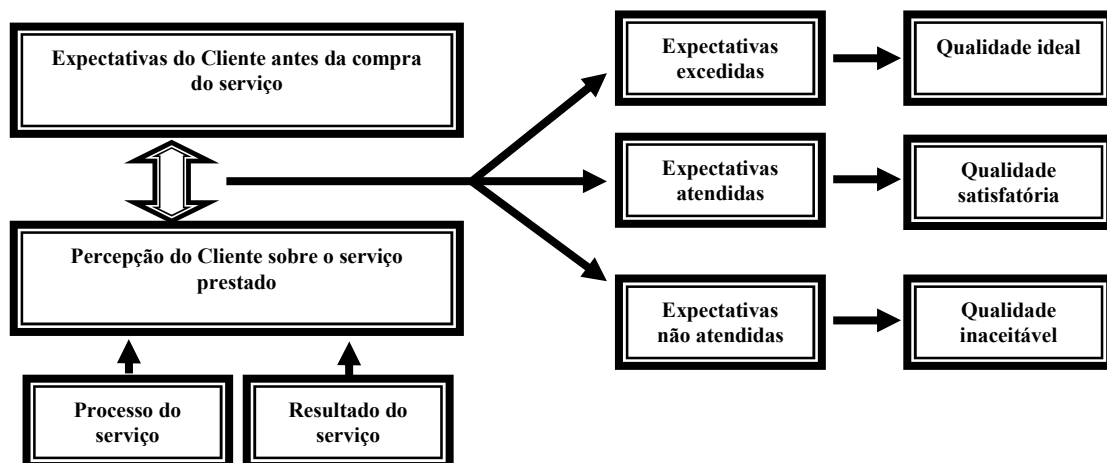 Expectativas do Cliente antes da compra
do serviço
Expectativas
excedidas
Qualidade ideal
Expectativas
atendidas
Qualidade
satisfatória
Percepção do Cliente sobre o serviço
prestado
Expectativas
não atendidas
Qualidade
inaceitável
Processo do
serviço
Resultado do
serviço